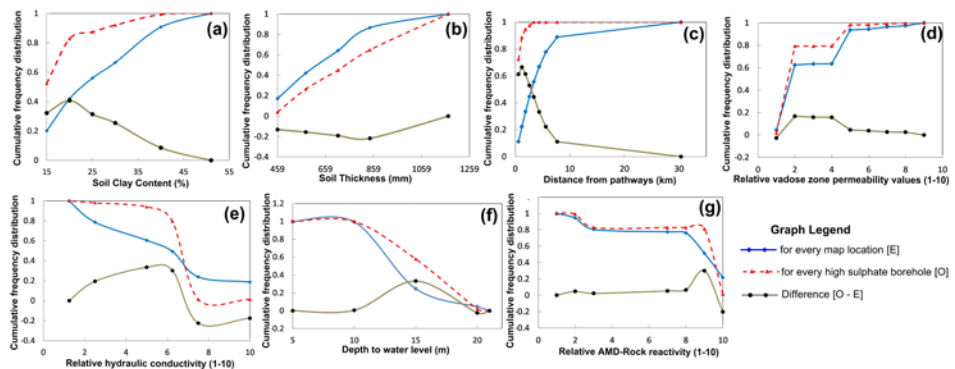 (a)
Cumulative frequency distribution
1
0.8
0.6
0.4
0.2
0
15 25 35 45 55
Soil Clay Content (%)
(b)
Cumulative frequency distribution
1
0.8
0.6
0.4
0.2
0
-0.2
-0.4
459 659 859 1059 1259
Soil Thickness (mm)
(c)
Cumulative frequency distribution
1
0.8
0.6
0.4
0.2
0
0 10 20 30 40
Distance from pathways (km)
(d)
Cumulative frequency distribution
1
0.8
0.6
0.4
0.2
0
-0.2
0 2 4 6 8 10
Relative vadose zone permeability values (1-10)
(e)
Cumulative frequency distribution
1
0.8
0.6
0.4
0.2
0
-0.2
-0.4
0 2 4 6 8 10
Relative hydraulic conductivity (1-10)
(f)
Cumulative frequency distribution
1.2
1
0.8
0.6
0.4
0.2
0
-0.2
-0.4
5 10 15 20
Depth to water level (m)
(g)
Cumulative frequency distribution
1.2
1
0.8
0.6
0.4
0.2
0
-0.2
-0.4
0 2 4 6 8 10
Relative AMD-Rock reactivity (1-10)
Graph Legend
for every map location [E]
for every high sulphate borehole [O]
Difference [O - E]